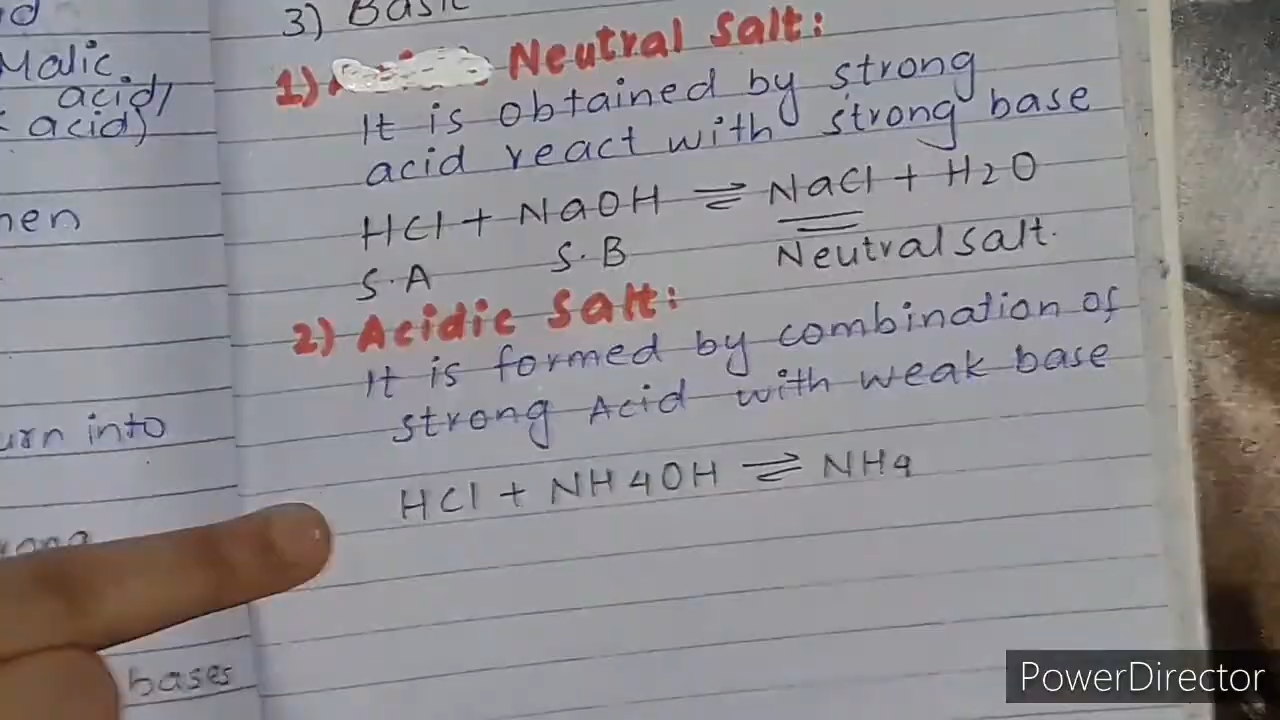 Malic
acid,
acid)
hen
urn into
bases
3) Basic
1) Neutral Salt:
It is obtained by strong
acid react with strong base
HCl + NaOH ⇌ NaCl + H2O
S.A S.B Neutral salt.
2) Acidic Salt:
It is formed by combination of
strong Acid with weak base
HCl + NH4OH ⇌ NH4
PowerDirector